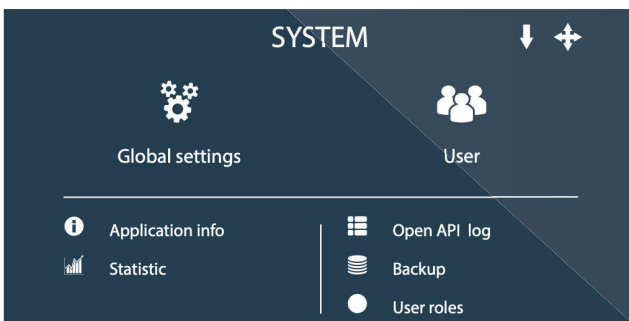 SYSTEM
Global settings
User
Application info
Statistic
Open API log
Backup
User roles